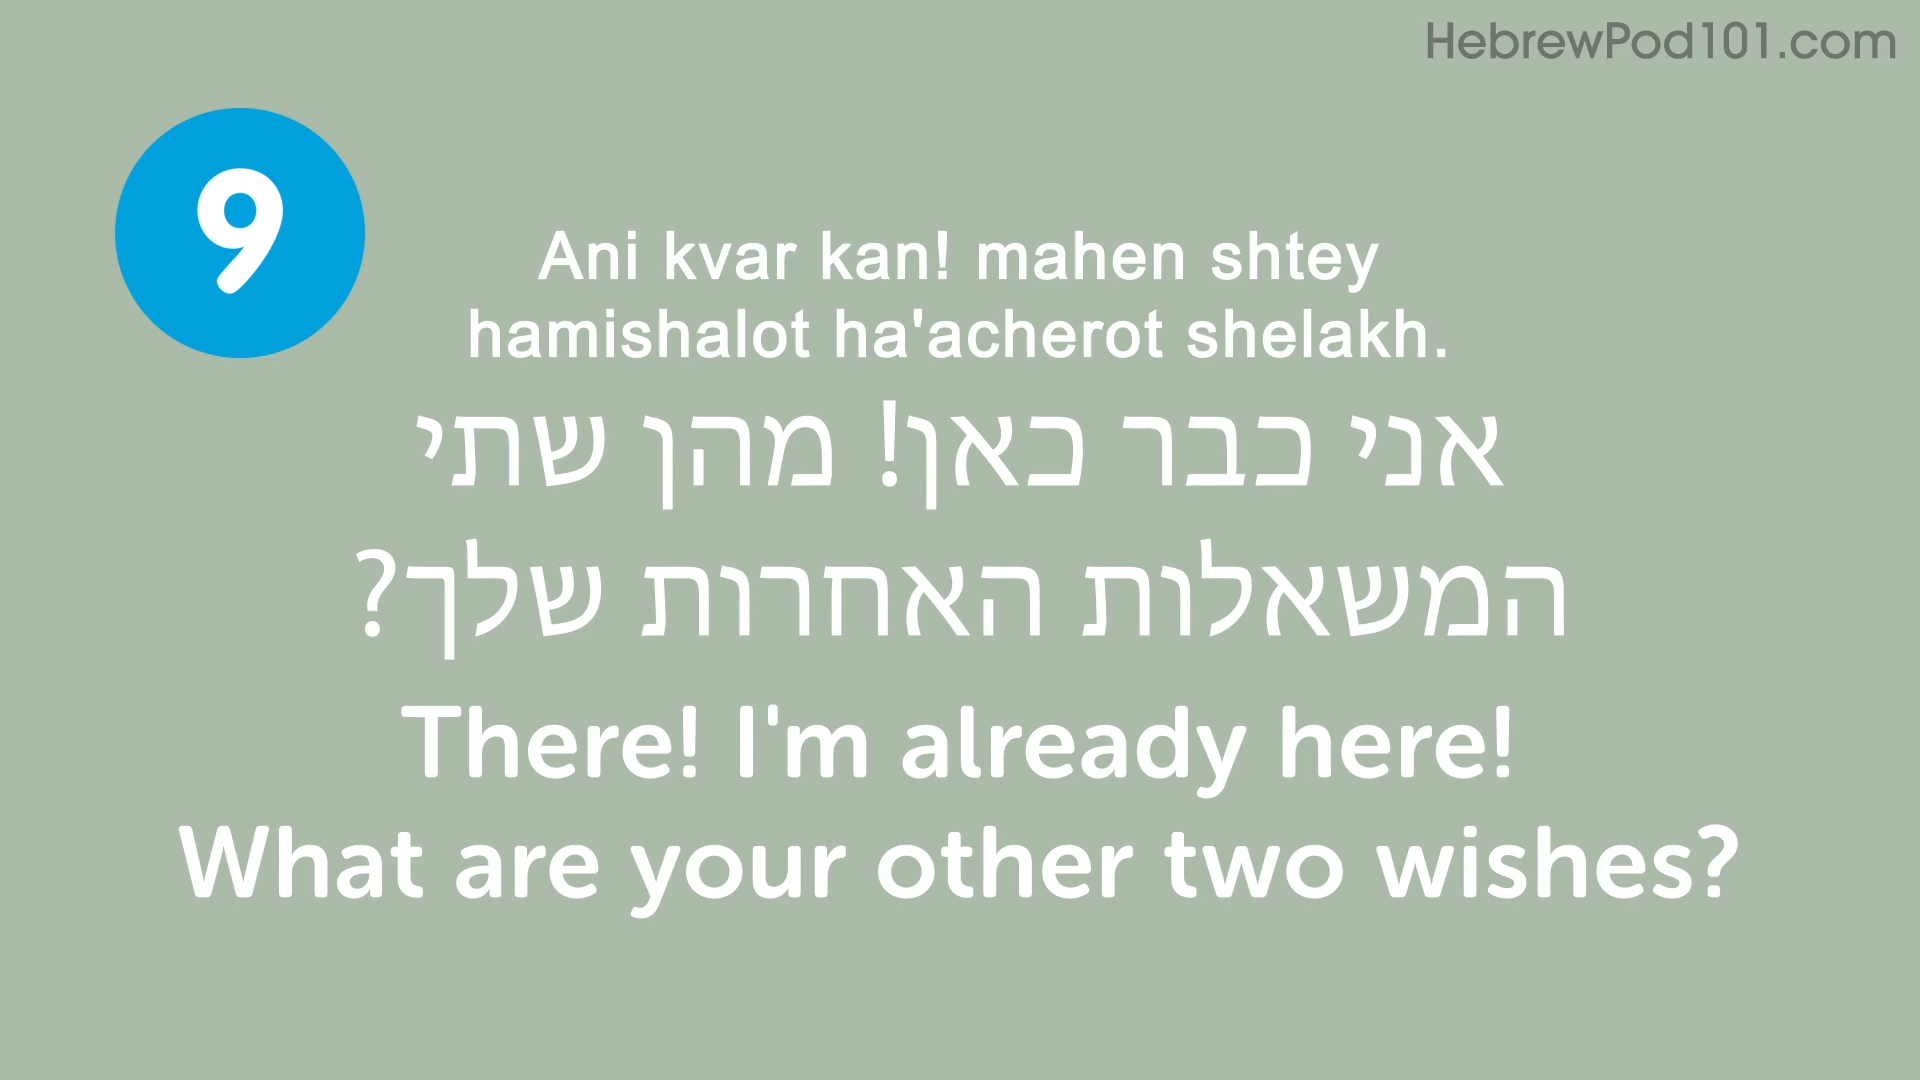 HebrewPod101.com
9
Ani kvar kan! mahen shtey
hamishalot ha'acherot shelakh.
אני כבר כאן! מהן שתי
המשאלות האחרות שלך?
There! I'm already here!
What are your other two wishes?